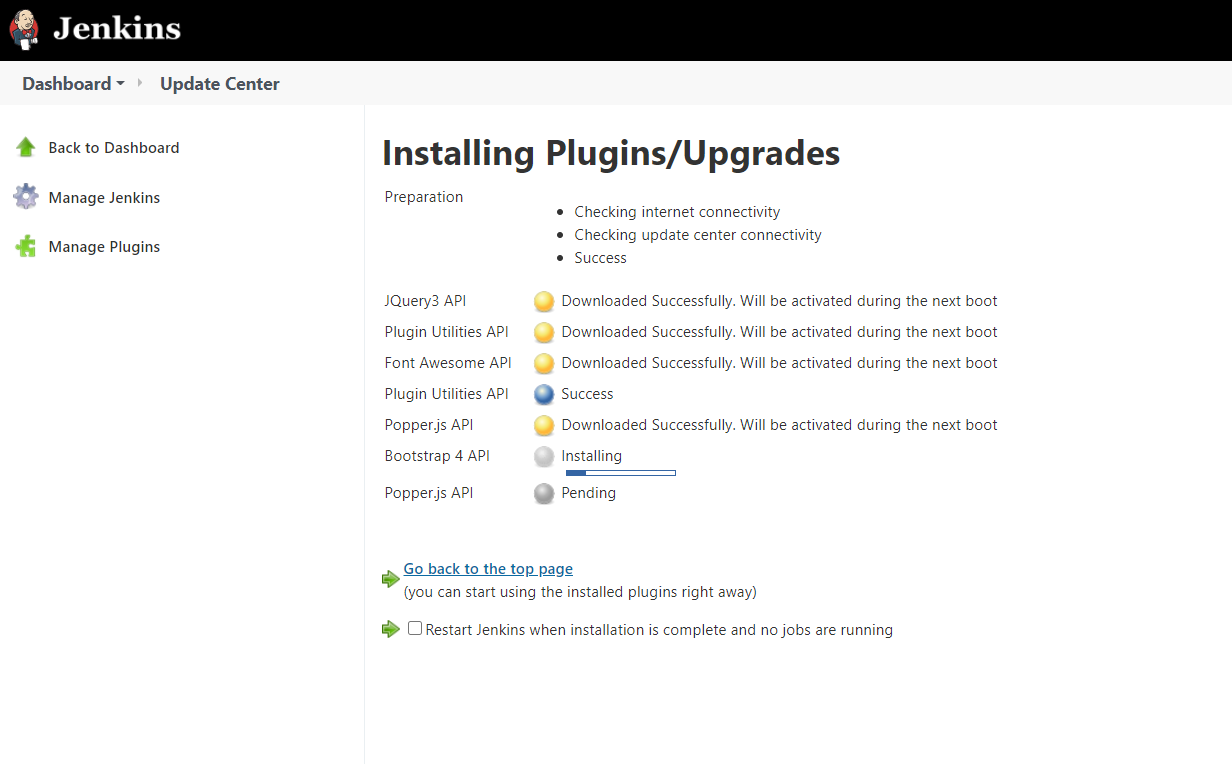 Jenkins
Dashboard
Update Center
Back to Dashboard
Manage Jenkins
Manage Plugins
Installing Plugins/Upgrades
Preparation
Checking internet connectivity
Checking update center connectivity
Success
JQuery3 API Downloaded Successfully. Will be activated during the next boot
Plugin Utilities API Downloaded Successfully. Will be activated during the next boot
Font Awesome API Downloaded Successfully. Will be activated during the next boot
Plugin Utilities API Success
Popper.js API Downloaded Successfully. Will be activated during the next boot
Bootstrap 4 API Installing
Popper.js API Pending
Go back to the top page
(you can start using the installed plugins right away)
Restart Jenkins when installation is complete and no jobs are running